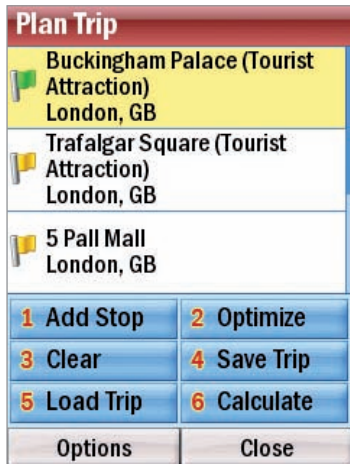 Plan Trip
Buckingham Palace (Tourist
Attraction)
London, GB
Trafalgar Square (Tourist
Attraction)
London, GB
5 Pall Mall
London, GB
1 Add Stop
2 Optimize
3 Clear
4 Save Trip
5 Load Trip
6 Calculate
Options
Close